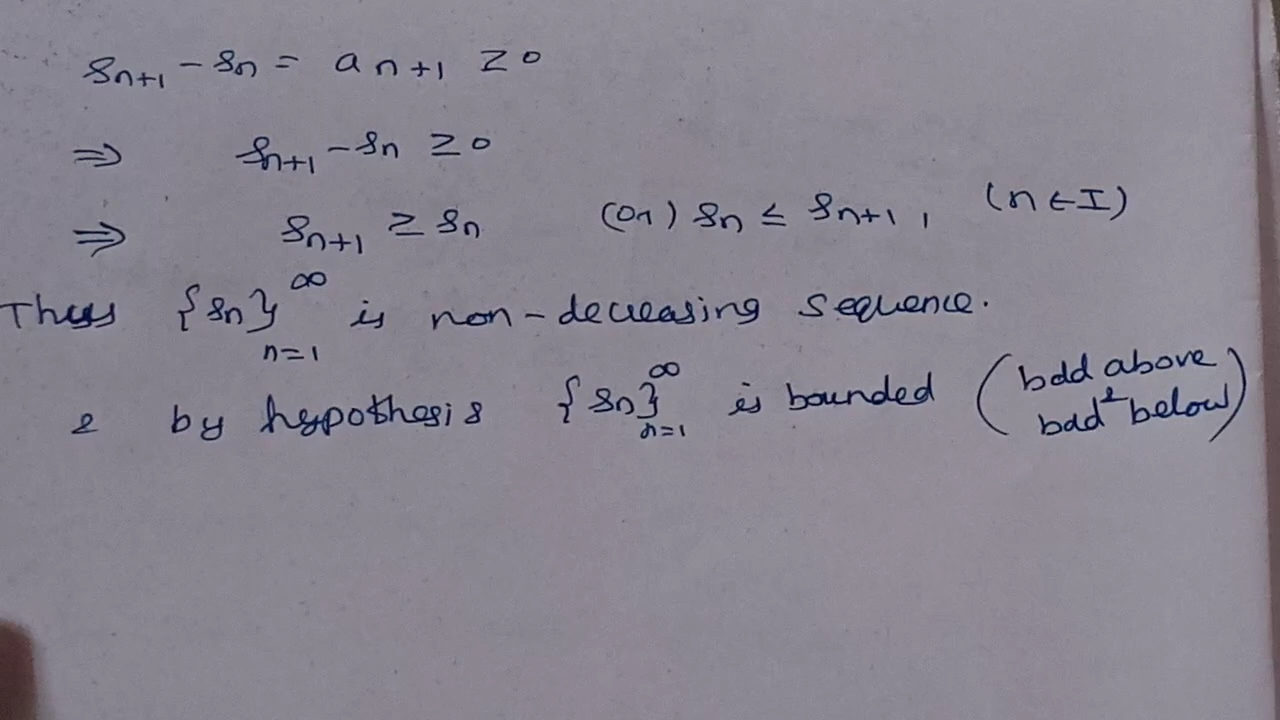 sn+1 - sn = an+1 ≥ 0
⇒ sn+1 - sn ≥ 0
⇒ sn+1 ≥ sn (or) sn ≤ sn+1, (n ∈ I)
Thus {sn}∞n=1 is non-decreasing sequence.
& by hypothesis {sn}∞n=1 is bounded (bdd above & bdd below)